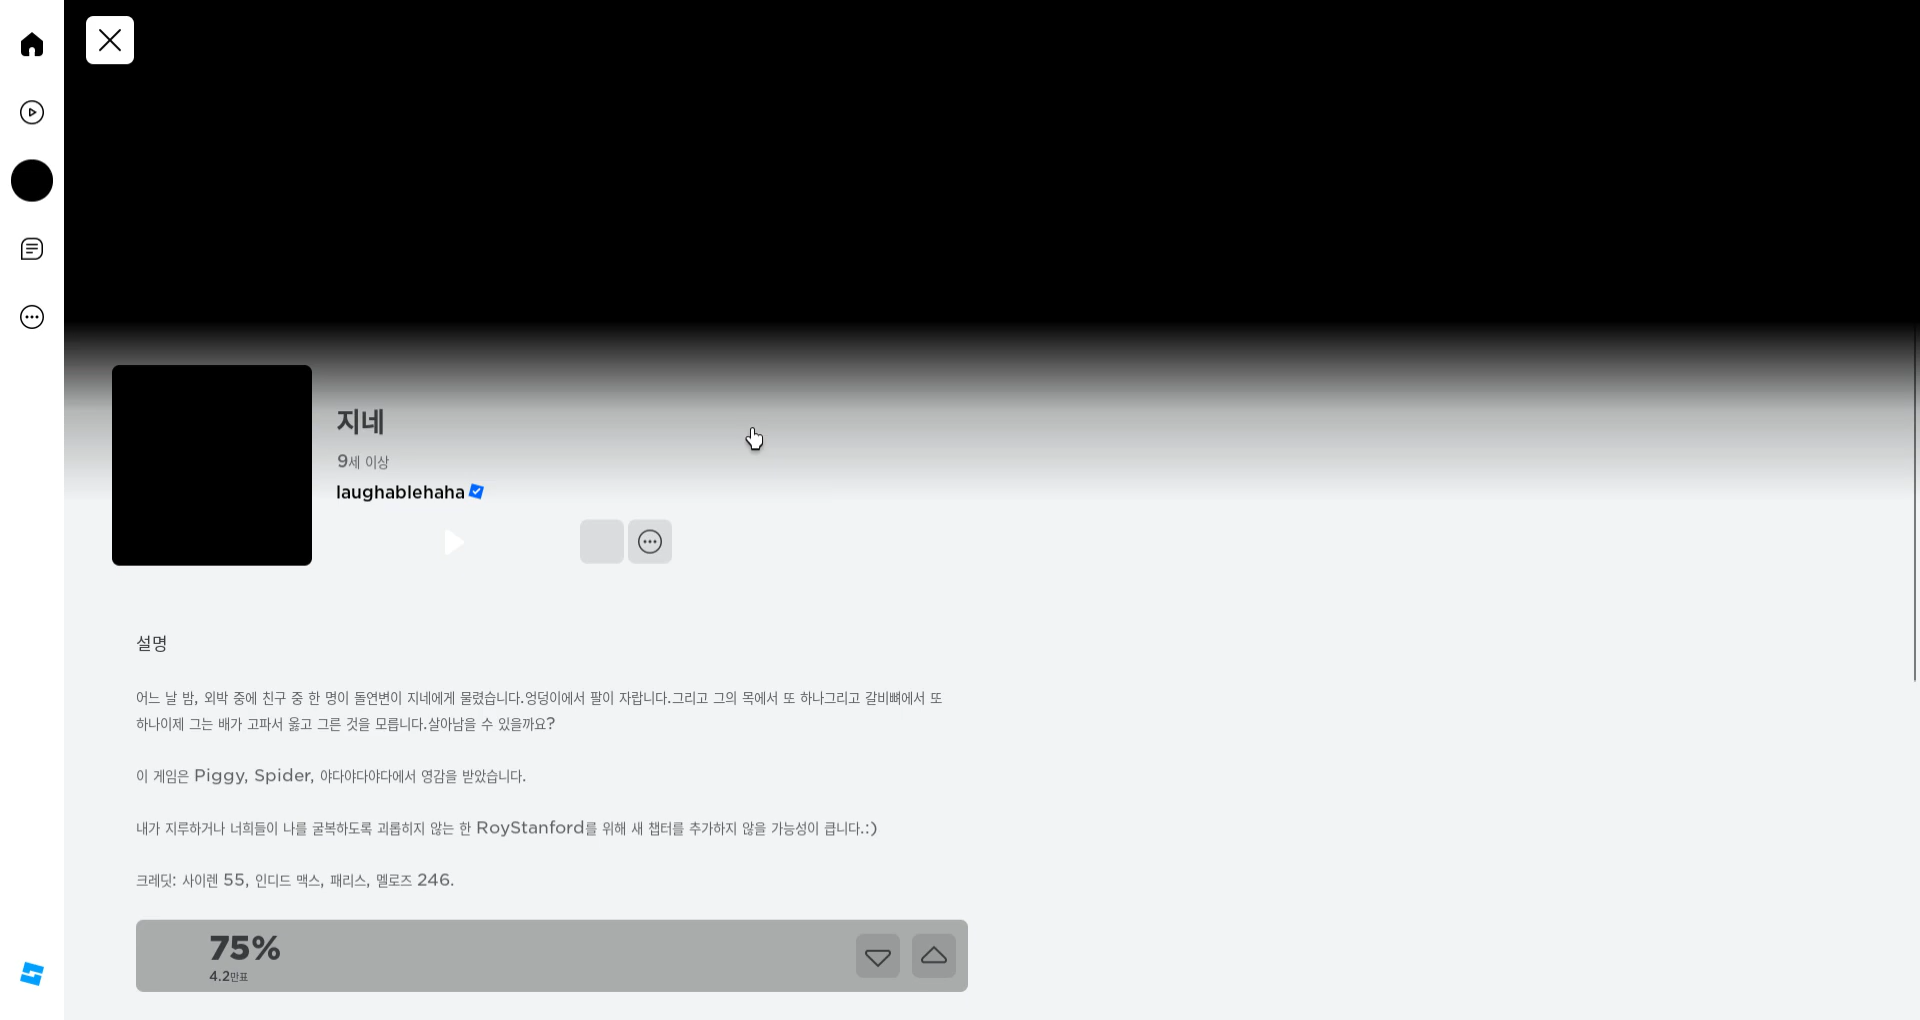 지네
9세 이상
laughablehaha
설명
어느 날 밤, 외박 중에 친구 중 한 명이 돌연변이 지네에게 물렸습니다.엉덩이에서 팔이 자랍니다.그리고 그의 목에서 또 하나그리고 갈비뼈에서 또
하나이제 그는 배가 고파서 옳고 그른 것을 모릅니다.살아남을 수 있을까요?
이 게임은 Piggy, Spider, 야다야다야다에서 영감을 받았습니다.
내가 지루하거나 너희들이 나를 굴복하도록 괴롭히지 않는 한 RoyStanford를 위해 새 챕터를 추가하지 않을 가능성이 큽니다.:)
크레딧: 사이렌 55, 인디드 맥스, 패리스, 멜로즈 246.
75%
4.2만표